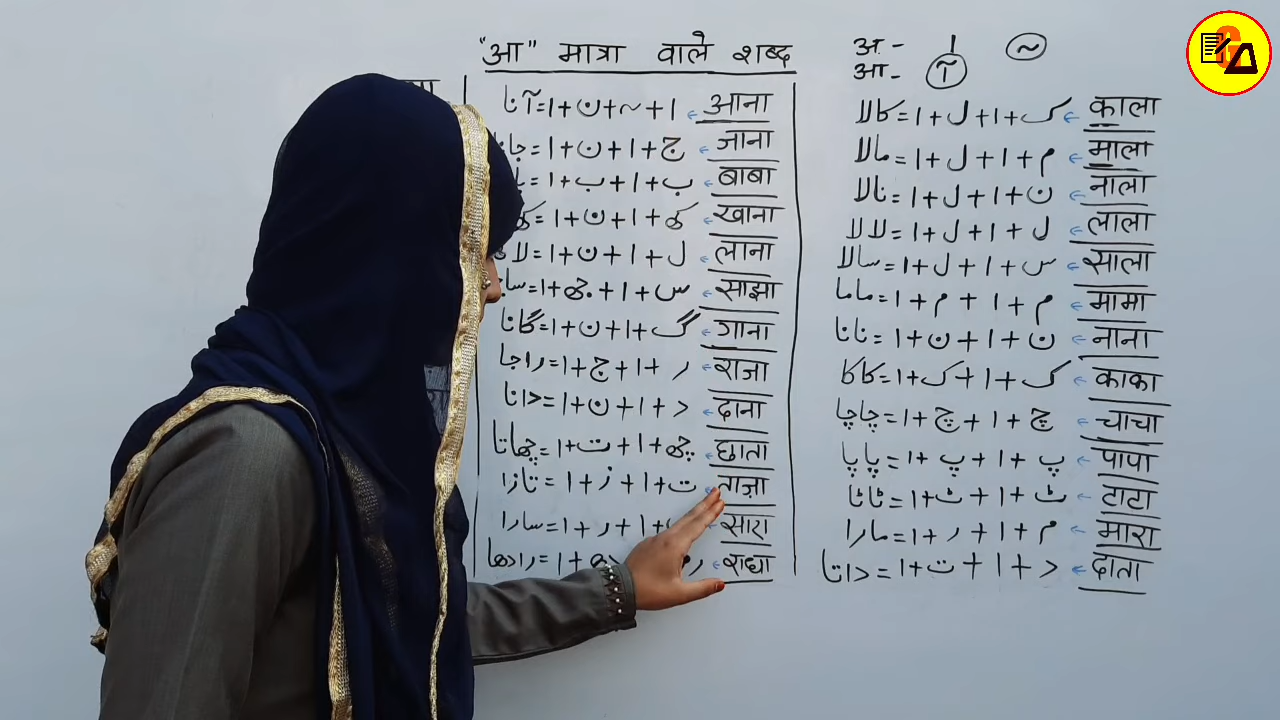 "आ" मात्रा वाले शब्द
अ - ا ~
आ - آ
آنا = ا + ن + ~ + ا ← आना
ا + ن + ا + ج = ← जाना
ا + ب + ا + ب = ← बाबा
ا + ن + ا + کھ = ← खाना
ا + ن + ا + ل = ← लाना
ا + جھ + ا + س = ← साझा
گانا = ا + ن + ا + گ ← गाना
راجا = ا + ج + ا + ر ← राजा
دانا = ا + ن + ا + د ← दाना
چھاتا = ا + ت + ا + چھ ← छाता
تازا = ا + ز + ا + ت ← ताज़ा
سارا = ا + ر + ا + ← सारा
رادھا = ا + ← राधा
کالا = ا + ل + ا + ک ← काला
مالا = ا + ل + ا + م ← माला
نالا = ا + ل + ا + ن ← नाला
لالا = ا + ل + ا + ل ← लाला
سالا = ا + ل + ا + س ← साला
ماما = ا + م + ا + م ← मामा
نانا = ا + ن + ا + ن ← नाना
کاکا = ا + ک + ا + ک ← काका
چاچا = ا + چ + ا + چ ← चाचा
پاپا = ا + پ + ا + پ ← पापा
ٹاٹا = ا + ٹ + ا + ٹ ← टाटा
مارا = ا + ر + ا + م ← मारा
داتا = ا + ت + ا + د ← दाता